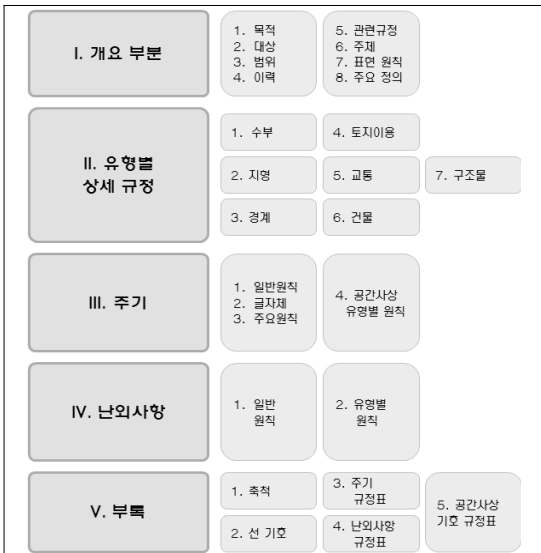 I. 개요 부분
1. 목적
2. 대상
3. 범위
4. 이력
5. 관련규정
6. 주체
7. 표현 원칙
8. 주요 정의
II. 유형별
상세 규정
1. 수부
4. 토지이용
2. 지형
5. 교통
7. 구조물
3. 경계
6. 건물
III. 주기
1. 일반원칙
2. 글자체
3. 주요원칙
4. 공간사상
유형별 원칙
IV. 난외사항
1. 일반
원칙
2. 유형별
원칙
V. 부록
1. 축척
3. 주기
규정표
2. 선 기호
4. 난외사항
규정표
5. 공간사상
기호 규정표